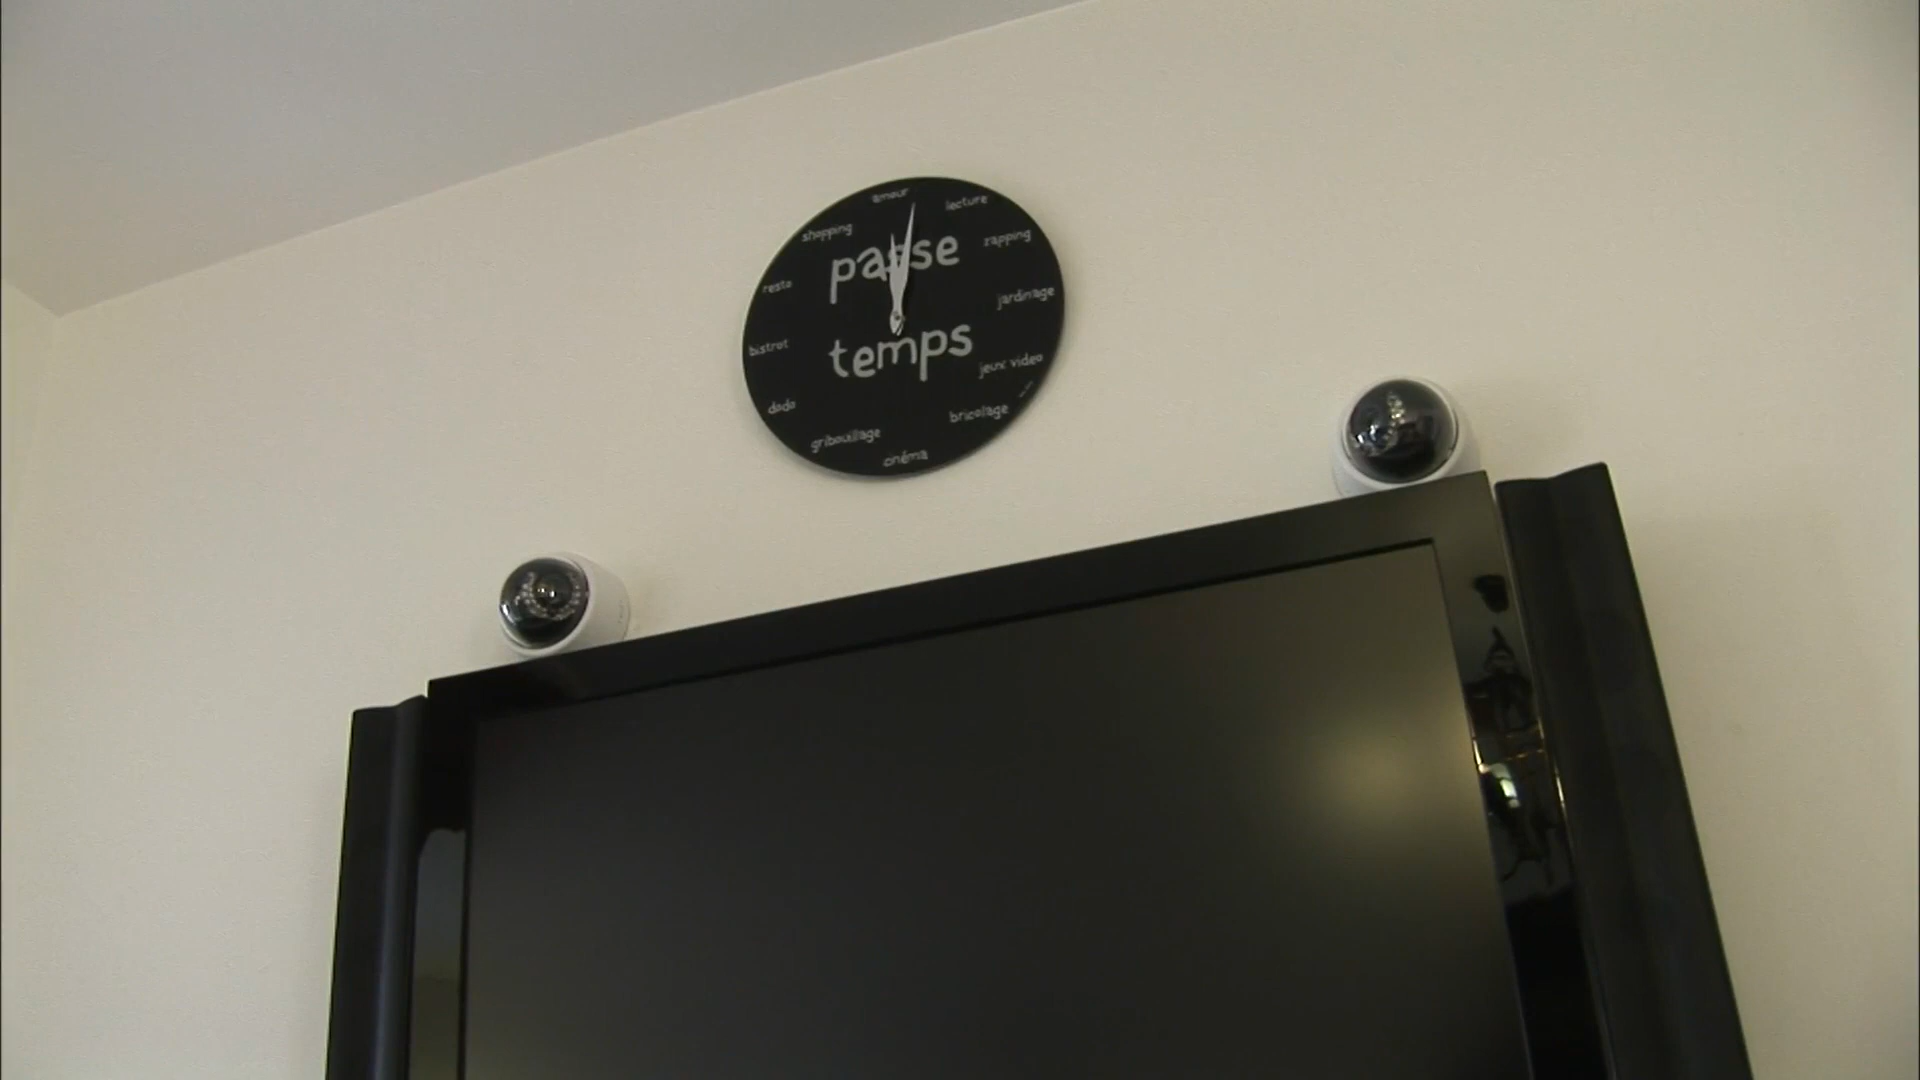 amour
lecture
zapping
jardinage
jeux video
bricolage
cinéma
gribouillage
dodo
bistrot
resto
shopping
passe
temps